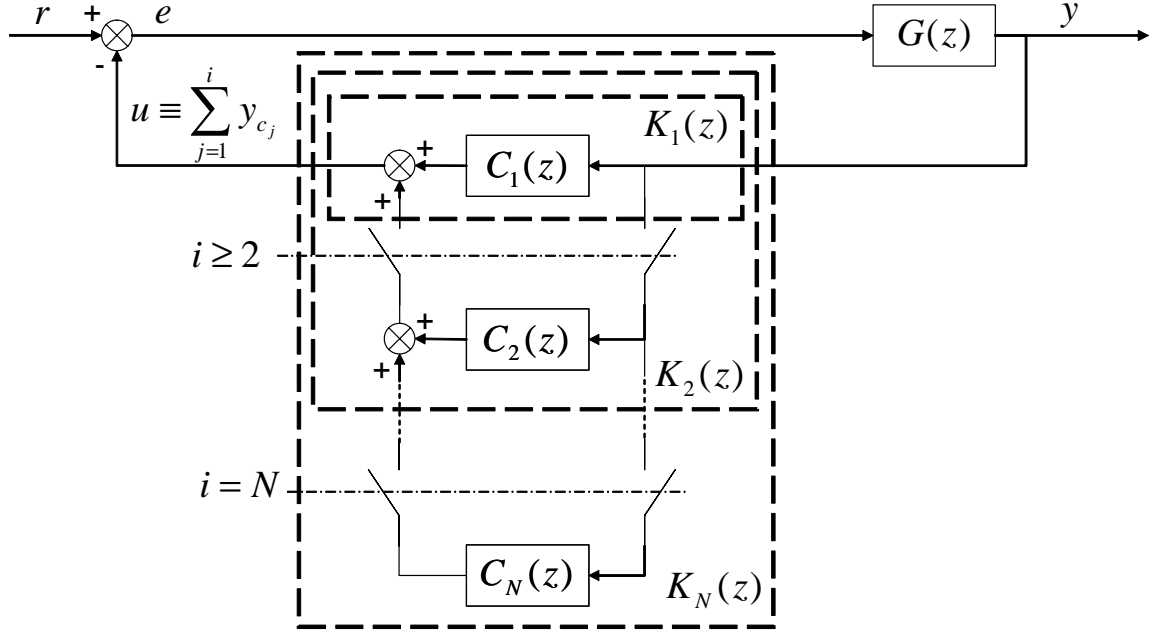 r + e G(z) y
-
u ≡ ∑_{j=1}^{i} y_{c_j}
K_1(z)
+ C_1(z)
+
i ≥ 2
+ C_2(z)
+
K_2(z)
i = N
C_N(z)
K_N(z)